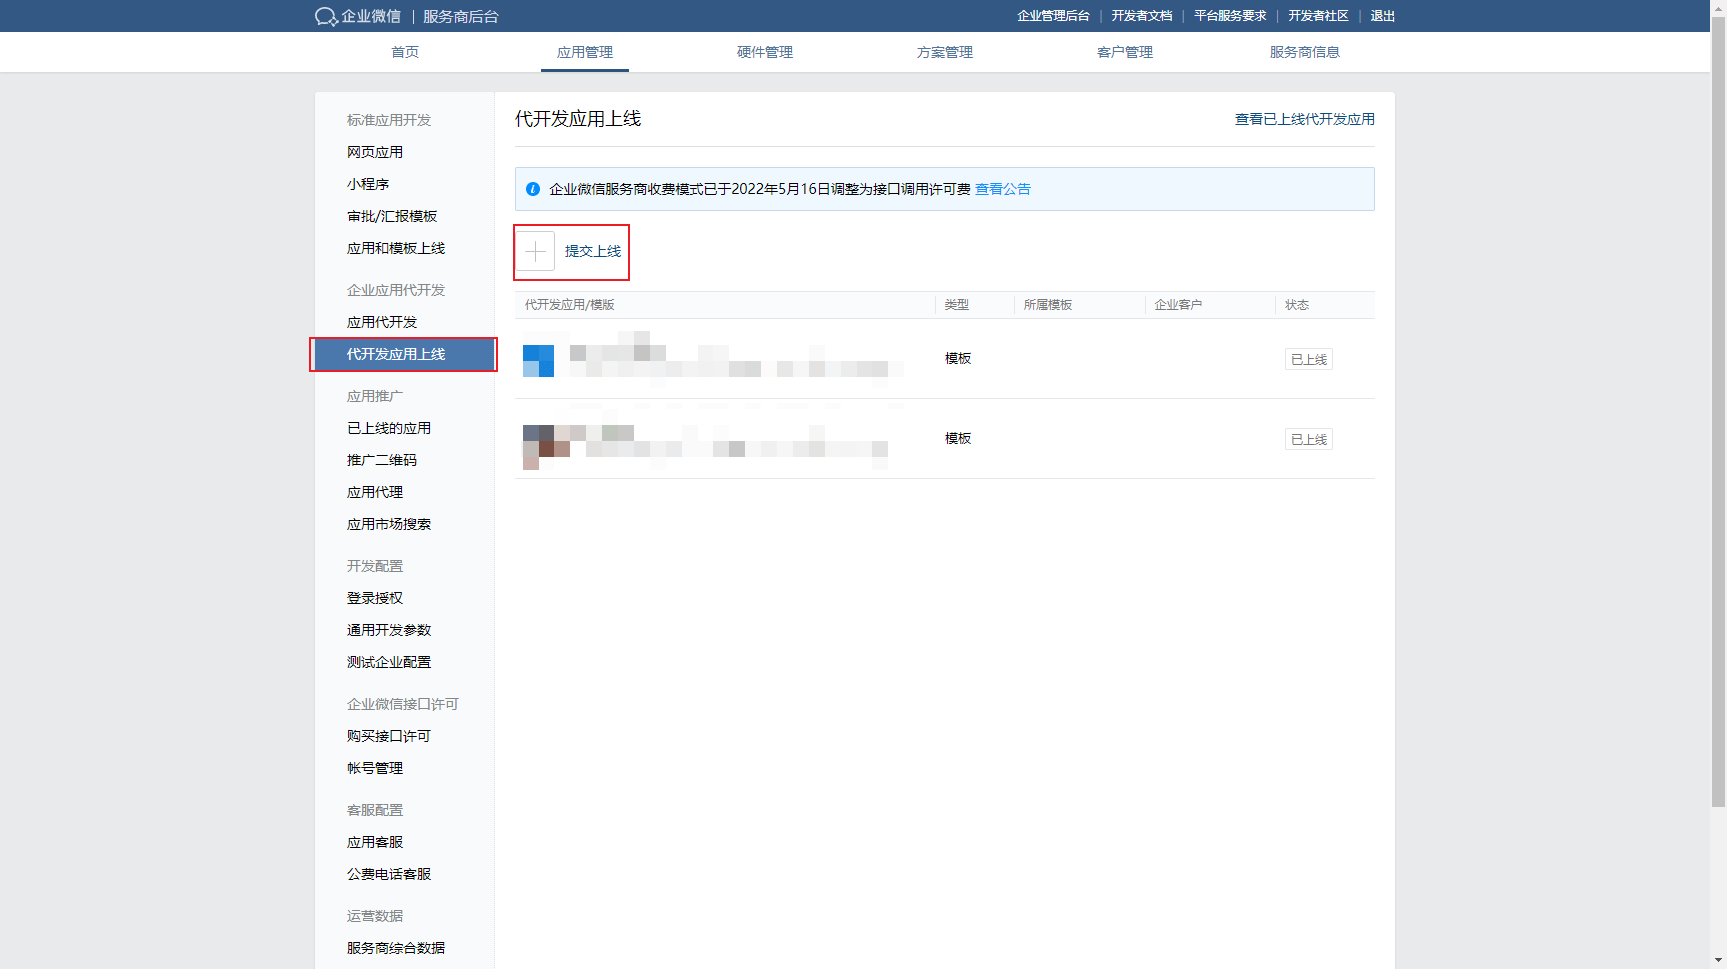 企业微信 | 服务商后台
企业管理后台 | 开发者文档 | 平台服务要求 | 开发者社区 | 退出
首页 应用管理 硬件管理 方案管理 客户管理 服务商信息
标准应用开发
网页应用
小程序
审批/汇报模板
应用和模板上线
企业应用代开发
应用代开发
代开发应用上线
应用推广
已上线的应用
推广二维码
应用代理
应用市场搜索
开发配置
登录授权
通用开发参数
测试企业配置
企业微信接口许可
购买接口许可
帐号管理
客服配置
应用客服
公费电话客服
运营数据
服务商综合数据
代开发应用上线
查看已上线代开发应用
企业微信服务商收费模式已于2022年5月16日调整为接口调用许可费 查看公告
提交上线
代开发应用/模版 类型 所属模板 企业客户 状态
模板 已上线
模板 已上线